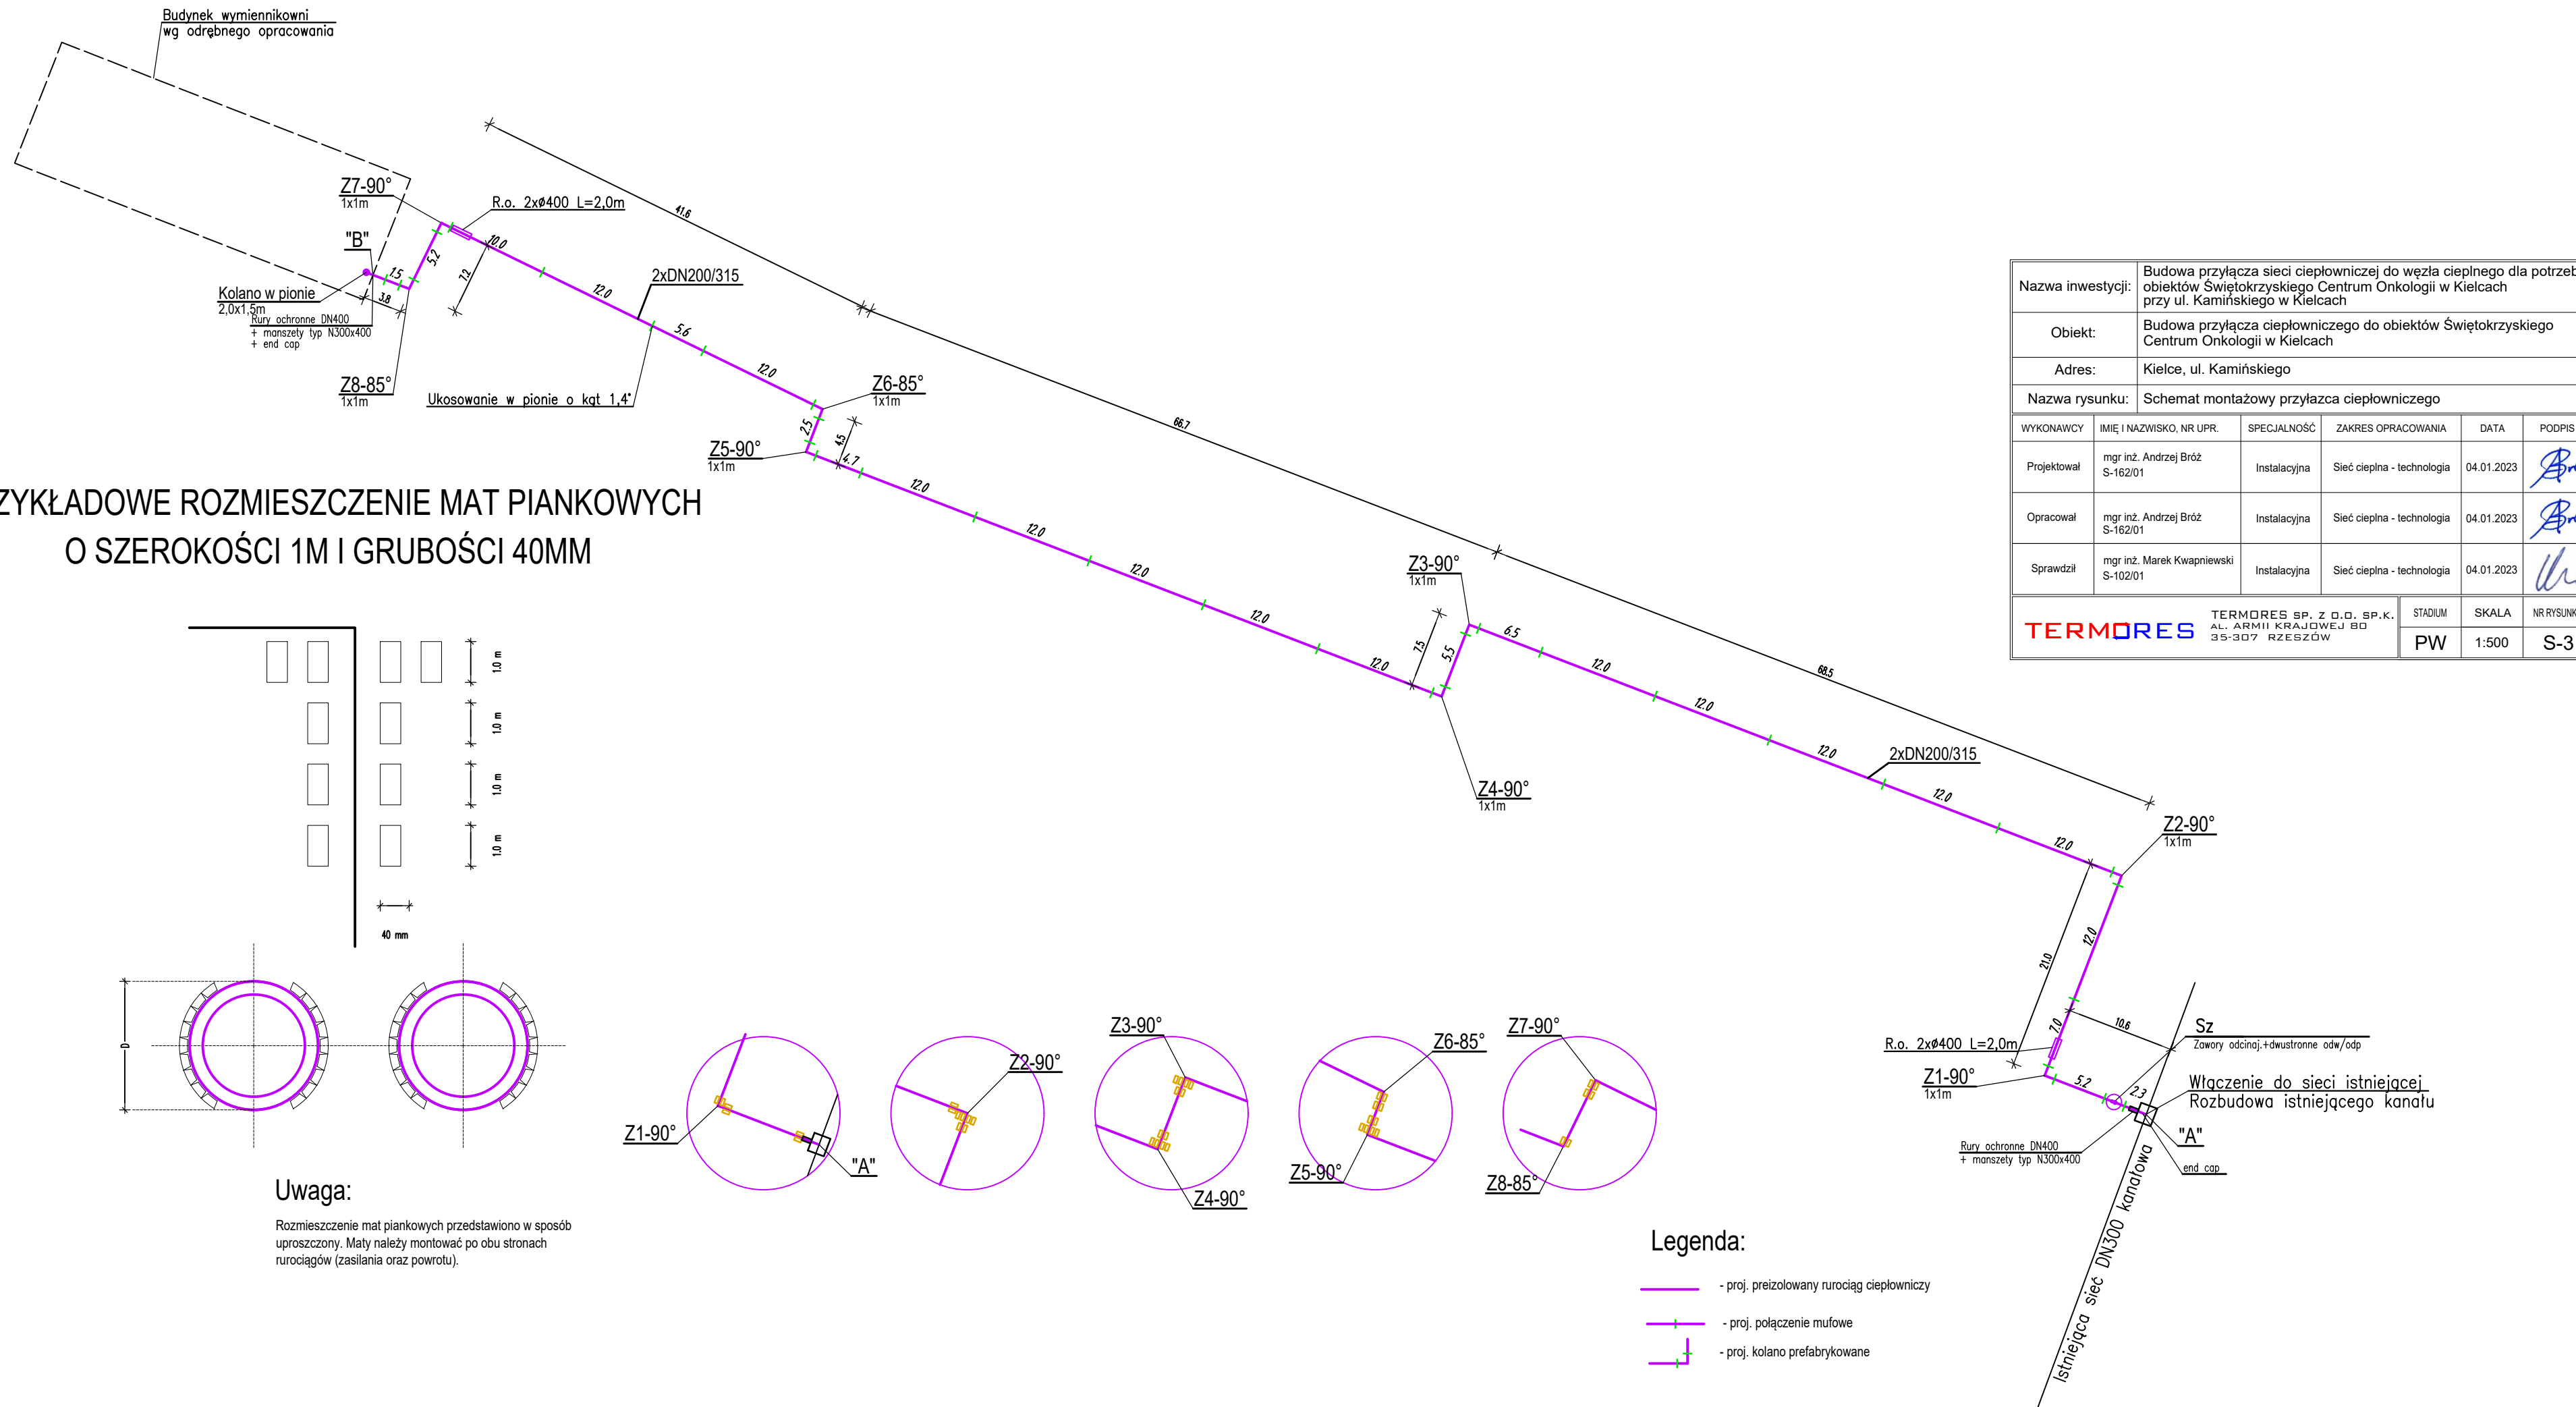 Budynek wymiennikowni
wg odrębnego opracowania
Z7-90°
1x1m
R.o. 2xø400 L=2,0m
"B"
Kolano w pionie
2,0x1,5m
Rury ochronne DN400
+ manszety typ N300x400
+ end cap
1.5
3.8
5.2
7.2
10.0
41.6
Z8-85°
1x1m
Ukosowanie w pionie o kąt 1,4°
12.0
2xDN200/315
5.6
12.0
Z6-85°
1x1m
2.5
4.5
Z5-90°
1x1m
4.7
66.7
12.0
12.0
12.0
12.0
12.0
7.5
5.5
Z3-90°
1x1m
Z4-90°
1x1m
6.5
68.5
12.0
12.0
12.0
2xDN200/315
12.0
12.0
Z2-90°
1x1m
12.0
21.0
7.0
10.6
R.o. 2xø400 L=2,0m
Z1-90°
1x1m
5.2
2.3
Sz
Zawory odcinaj.+dwustronne odw/odp
Włączenie do sieci istniejącej
Rozbudowa istniejącego kanału
"A"
end cap
Rury ochronne DN400
+ manszety typ N300x400
Istniejąca sieć DN300 kanałowa
ZYKŁADOWE ROZMIESZCZENIE MAT PIANKOWYCH
O SZEROKOŚCI 1M I GRUBOŚCI 40MM
1.0 m
1.0 m
1.0 m
1.0 m
40 mm
D
Uwaga:
Rozmieszczenie mat piankowych przedstawiono w sposób
uproszczony. Maty należy montować po obu stronach
rurociągów (zasilania oraz powrotu).
Z1-90°
"A"
Z2-90°
Z3-90°
Z4-90°
Z6-85°
Z5-90°
Z7-90°
Z8-85°
Legenda:
- proj. preizolowany rurociąg ciepłowniczy
- proj. połączenie mufowe
- proj. kolano prefabrykowane
Nazwa inwestycji:
Budowa przyłącza sieci ciepłowniczej do węzła cieplnego dla potrzeb
obiektów Świętokrzyskiego Centrum Onkologii w Kielcach
przy ul. Kamińskiego w Kielcach
Obiekt:
Budowa przyłącza ciepłowniczego do obiektów Świętokrzyskiego
Centrum Onkologii w Kielcach
Adres: Kielce, ul. Kamińskiego
Nazwa rysunku: Schemat montażowy przyłazca ciepłowniczego
WYKONAWCY IMIĘ I NAZWISKO, NR UPR. SPECJALNOŚĆ ZAKRES OPRACOWANIA DATA PODPIS
Projektował mgr inż. Andrzej Bróż S-162/01 Instalacyjna Sieć cieplna - technologia 04.01.2023
Opracował mgr inż. Andrzej Bróż S-162/01 Instalacyjna Sieć cieplna - technologia 04.01.2023
Sprawdził mgr inż. Marek Kwapniewski S-102/01 Instalacyjna Sieć cieplna - technologia 04.01.2023
TERMORES
TERMORES SP. Z O.O. SP.K.
AL. ARMII KRAJOWEJ 80
35-307 RZESZÓW
STADIUM SKALA NR RYSUNK
PW 1:500 S-3